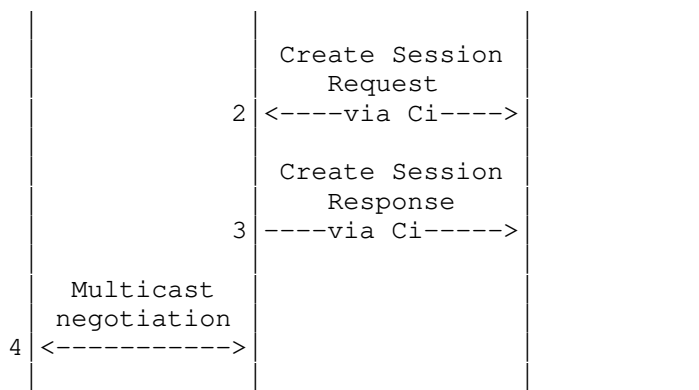 Create Session
Request
2 <----via Ci---->
Create Session
Response
3 ----via Ci----->
Multicast
negotiation
4 <----------->